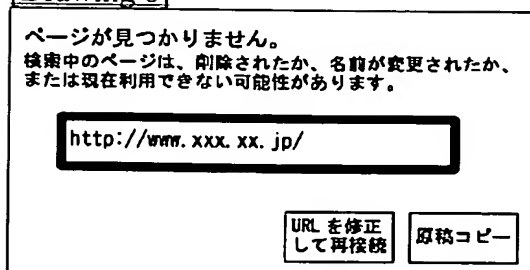 ページが見つかりません。
検索中のページは、削除されたか、名前が変更されたか、
または現在利用できない可能性があります。
http://www.xxx.xx.jp/
URL を修正
して再接続
原稿コピー